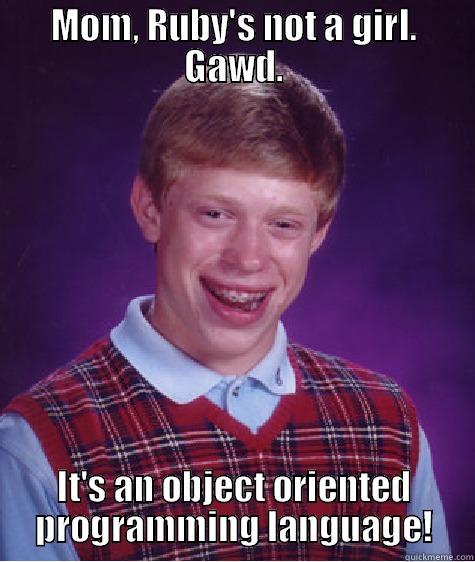 Mom, Ruby's not a girl.
Gawd.
It's an object oriented
programming language!
quickmeme.com